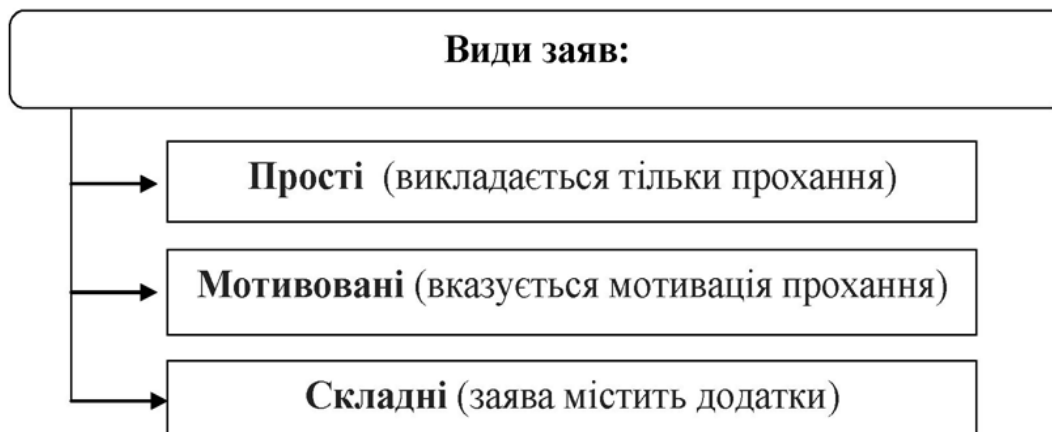 Види заяв:
Прості (викладається тільки прохання)
Мотивовані (вказується мотивація прохання)
Складні (заява містить додатки)